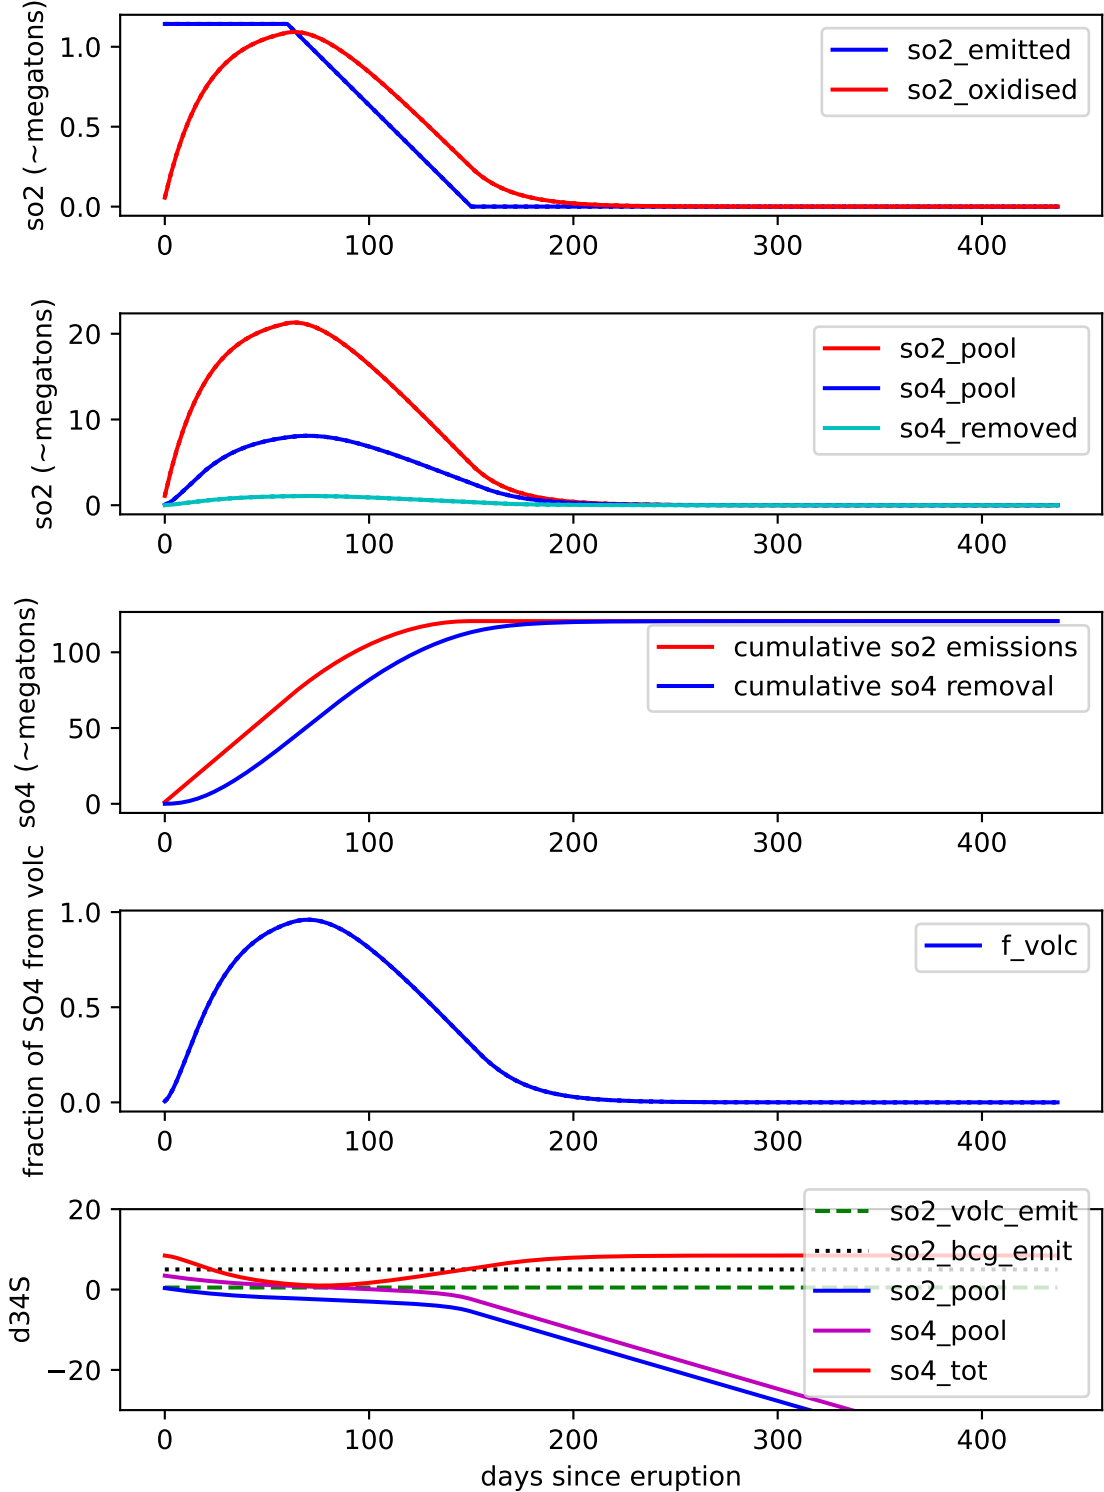 so2 (~megatons)
1.0
0.5
0.0
so2_emitted
so2_oxidised
0 100 200 300 400
so2 (~megatons)
20
10
0
so2_pool
so4_pool
so4_removed
0 100 200 300 400
so4 (~megatons)
100
50
0
cumulative so2 emissions
cumulative so4 removal
0 100 200 300 400
fraction of SO4 from volc
1.0
0.5
0.0
f_volc
0 100 200 300 400
d34S
20
0
−20
so2_volc_emit
so2_bcg_emit
so2_pool
so4_pool
so4_tot
0 100 200 300 400
days since eruption